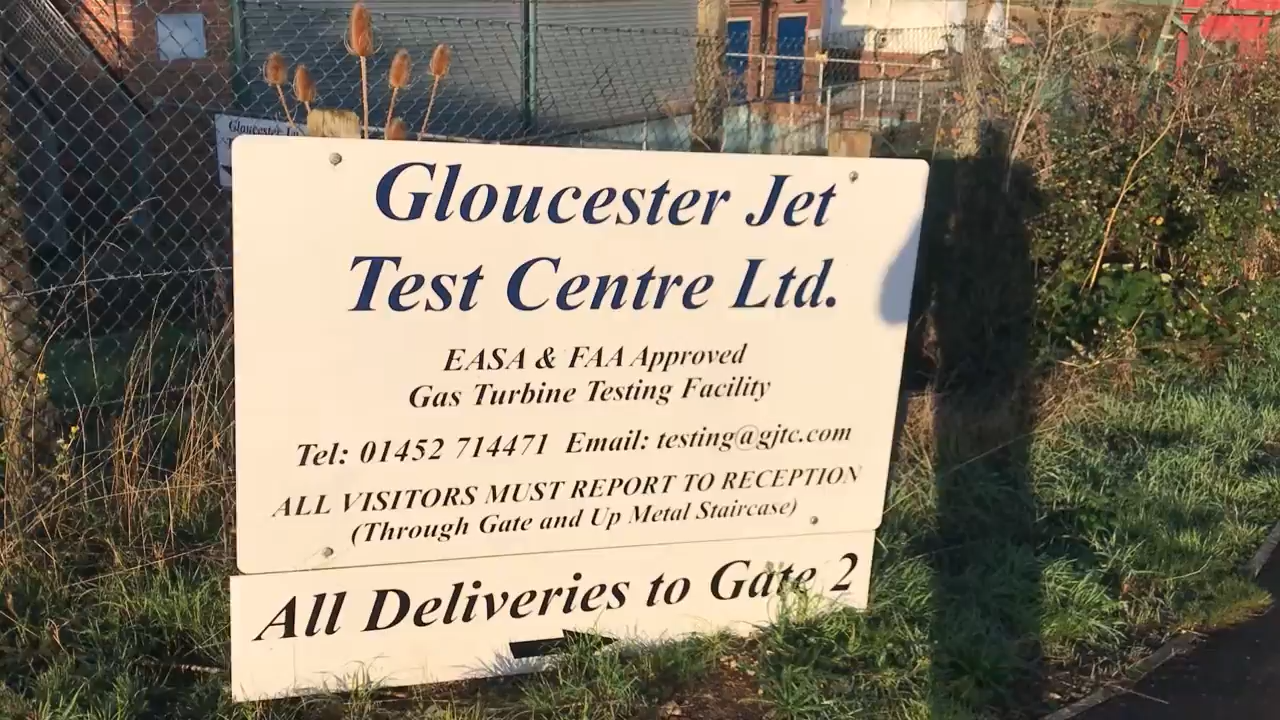 Gloucester Jet
Test Centre Ltd.
EASA & FAA Approved
Gas Turbine Testing Facility
Tel: 01452 714471 Email: testing@gjtc.com
ALL VISITORS MUST REPORT TO RECEPTION
(Through Gate and Up Metal Staircase)
All Deliveries to Gate 2
Gloucester